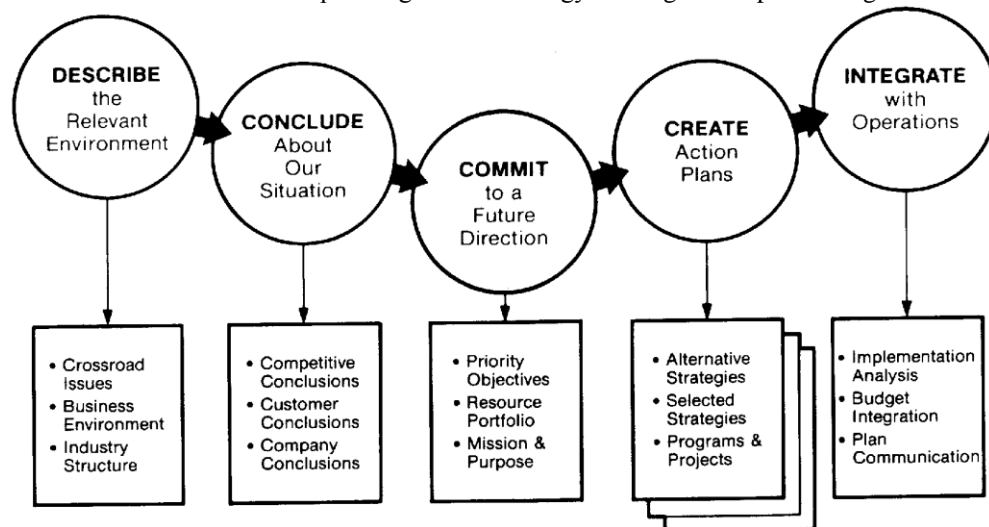 DESCRIBE
the
Relevant
Environment
CONCLUDE
About
Our
Situation
COMMIT
to a
Future
Direction
CREATE
Action
Plans
INTEGRATE
with
Operations
• Crossroad
Issues
• Business
Environment
• Industry
Structure
• Competitive
Conclusions
• Customer
Conclusions
• Company
Conclusions
• Priority
Objectives
• Resource
Portfolio
• Mission &
Purpose
• Alternative
Strategies
• Selected
Strategies
• Programs &
Projects
• Implementation
Analysis
• Budget
Integration
• Plan
Communication